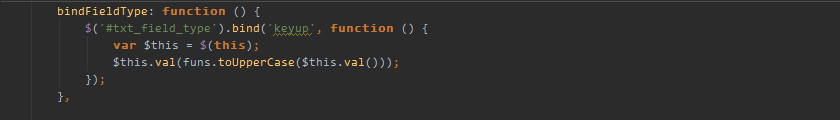 bindFieldType: function () {
$('#txt_field_type').bind('keyup', function () {
var $this = $(this);
$this.val(funs.toUpperCase($this.val()));
});
},